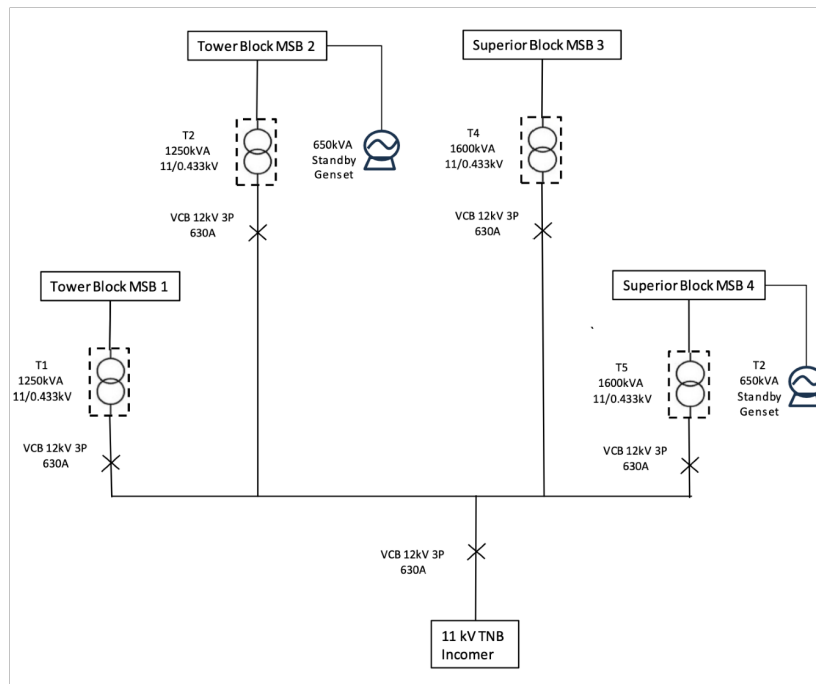 Tower Block MSB 2
Superior Block MSB 3
T2
1250kVA
11/0.433kV
650kVA
Standby
Genset
T4
1600kVA
11/0.433kV
VCB 12kV 3P
630A
VCB 12kV 3P
630A
Tower Block MSB 1
Superior Block MSB 4
T1
1250kVA
11/0.433kV
T5
1600kVA
11/0.433kV
T2
650kVA
Standby
Genset
VCB 12kV 3P
630A
VCB 12kV 3P
630A
VCB 12kV 3P
630A
11 kV TNB
Incomer